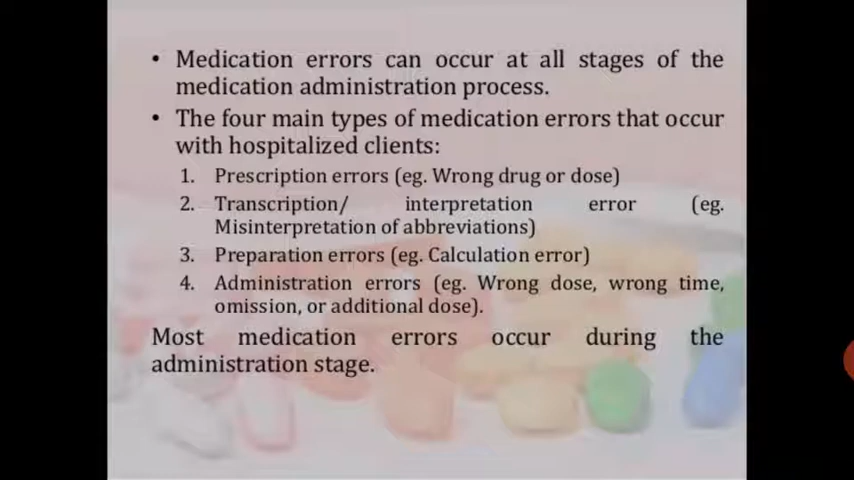 • Medication errors can occur at all stages of the
medication administration process.
• The four main types of medication errors that occur
with hospitalized clients:
1. Prescription errors (eg. Wrong drug or dose)
2. Transcription/ interpretation error (eg.
Misinterpretation of abbreviations)
3. Preparation errors (eg. Calculation error)
4. Administration errors (eg. Wrong dose, wrong time,
omission, or additional dose).
Most medication errors occur during the
administration stage.